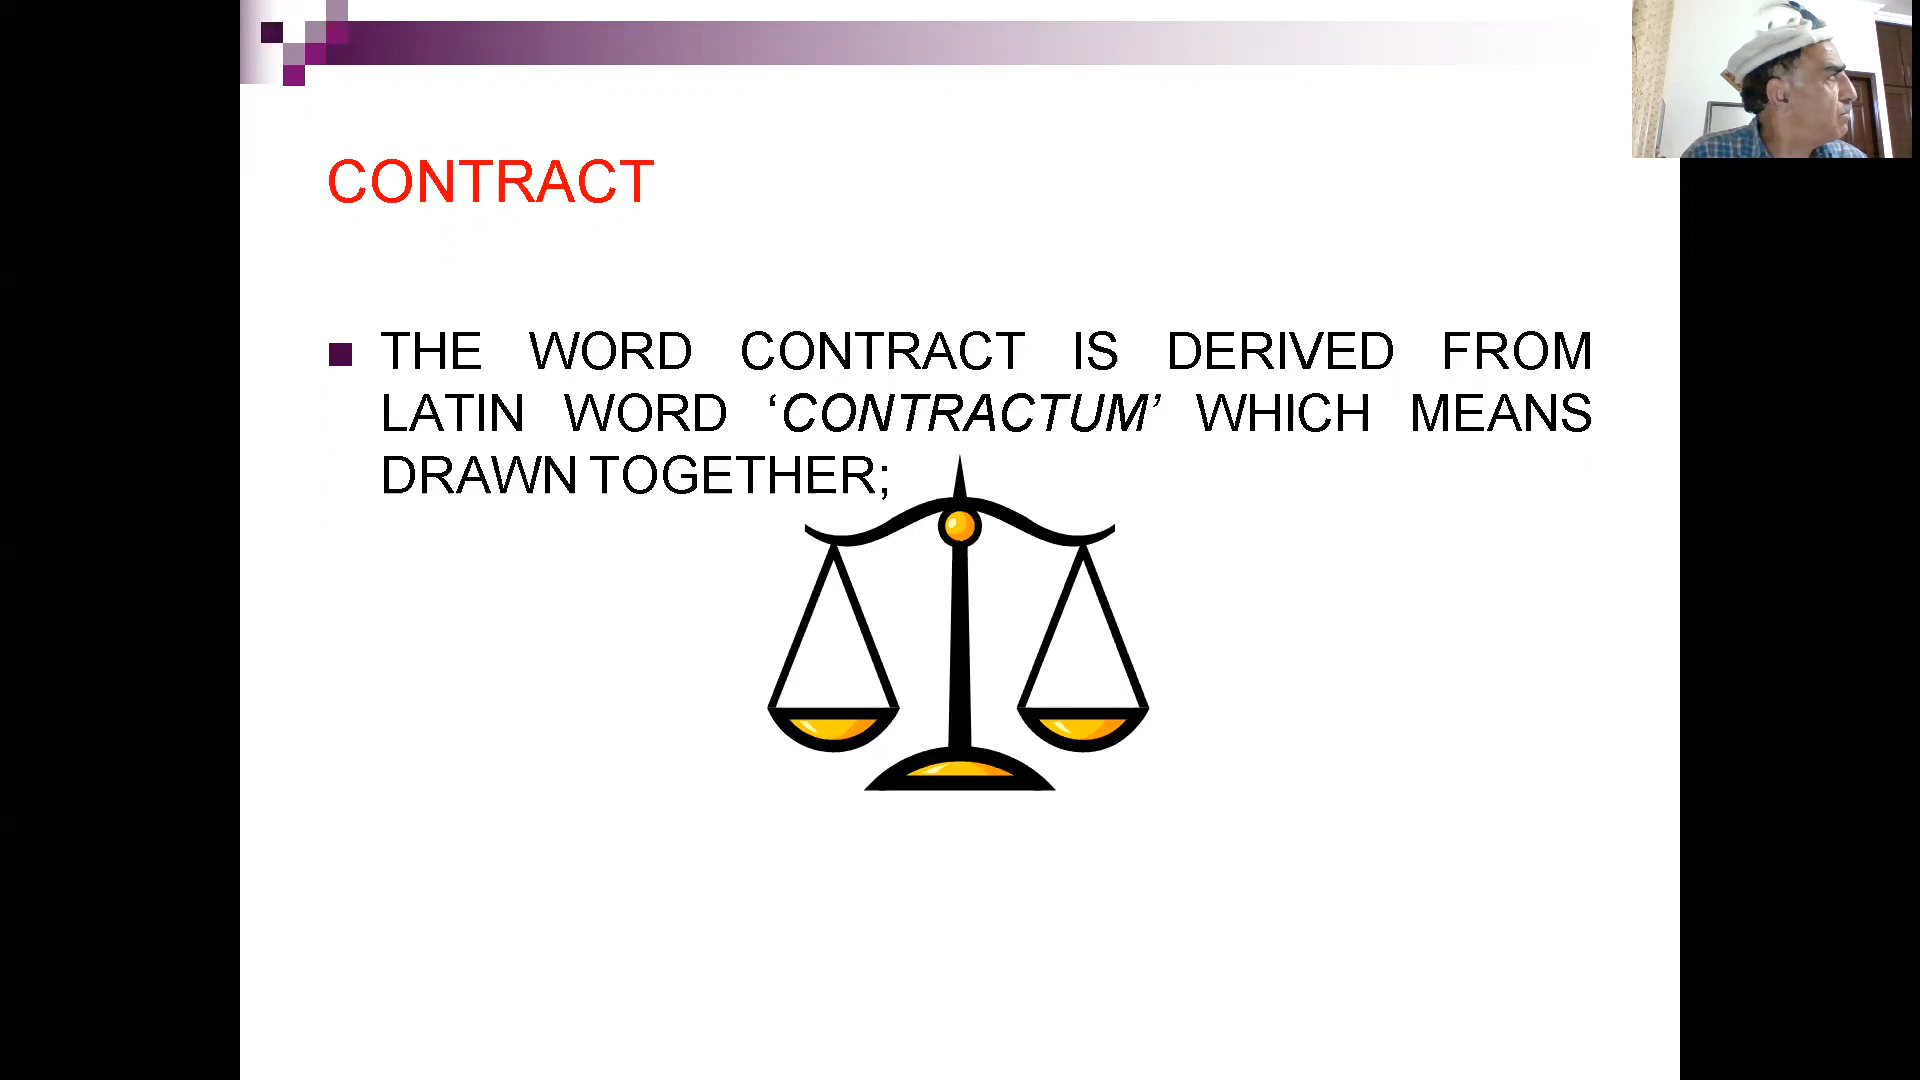 CONTRACT
THE WORD CONTRACT IS DERIVED FROM
LATIN WORD ‘CONTRACTUM’ WHICH MEANS
DRAWN TOGETHER;